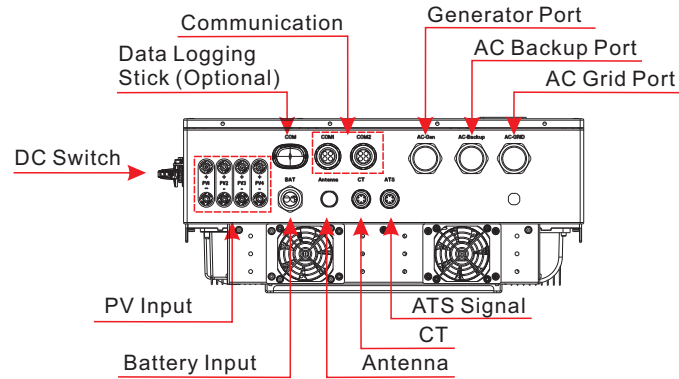 Communication
Generator Port
Data Logging
Stick (Optional)
AC Backup Port
AC Grid Port
DC Switch
COM
COM1
COM2
AC-Gen
AC-Backup
AC-GRID
PV1
PV2
PV3
PV4
BAT
Antenna
CT
ATS
PV Input
ATS Signal
CT
Battery Input
Antenna